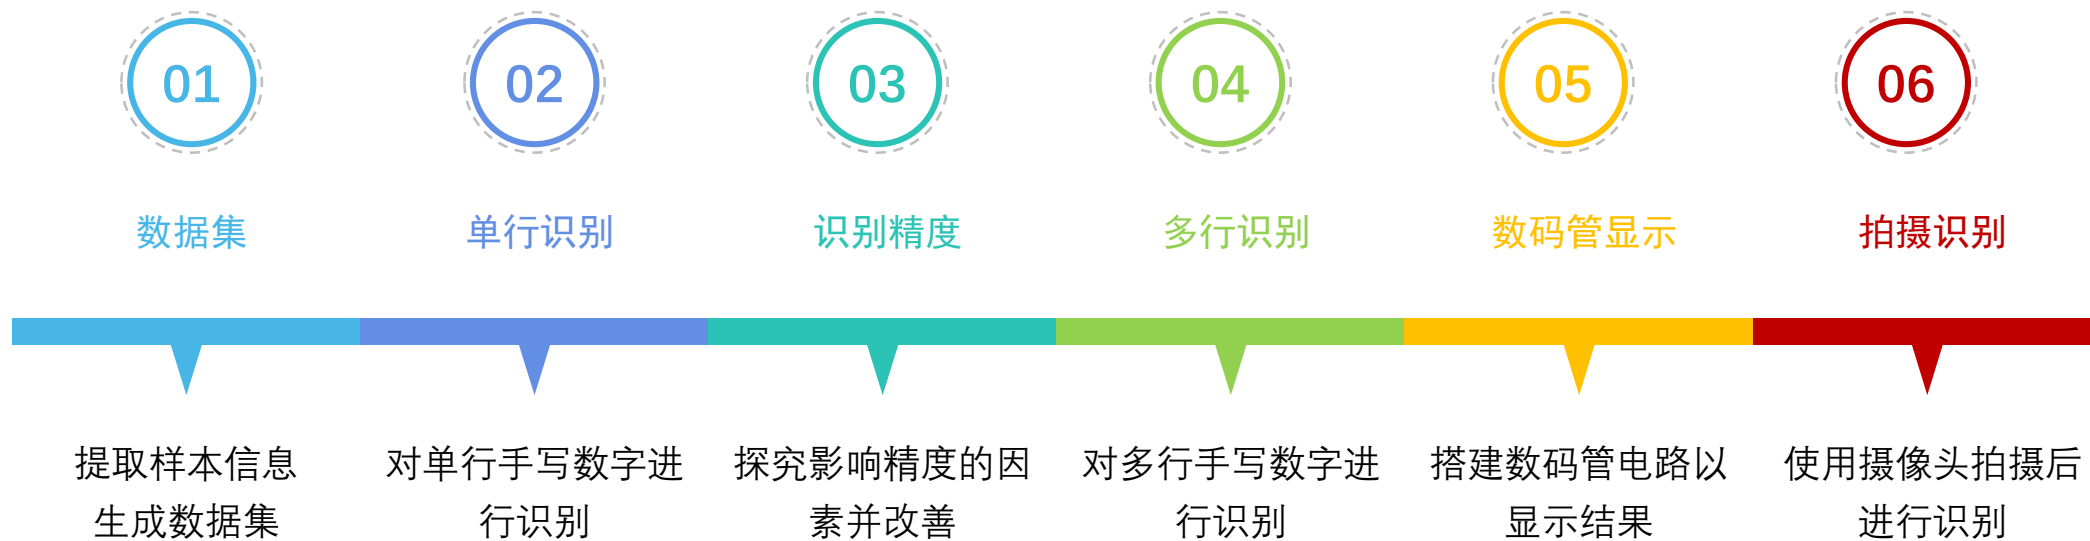 01
02
03
04
05
06
数据集
单行识别
识别精度
多行识别
数码管显示
拍摄识别
提取样本信息
生成数据集
对单行手写数字进
行识别
探究影响精度的因
素并改善
对多行手写数字进
行识别
搭建数码管电路以
显示结果
使用摄像头拍摄后
进行识别